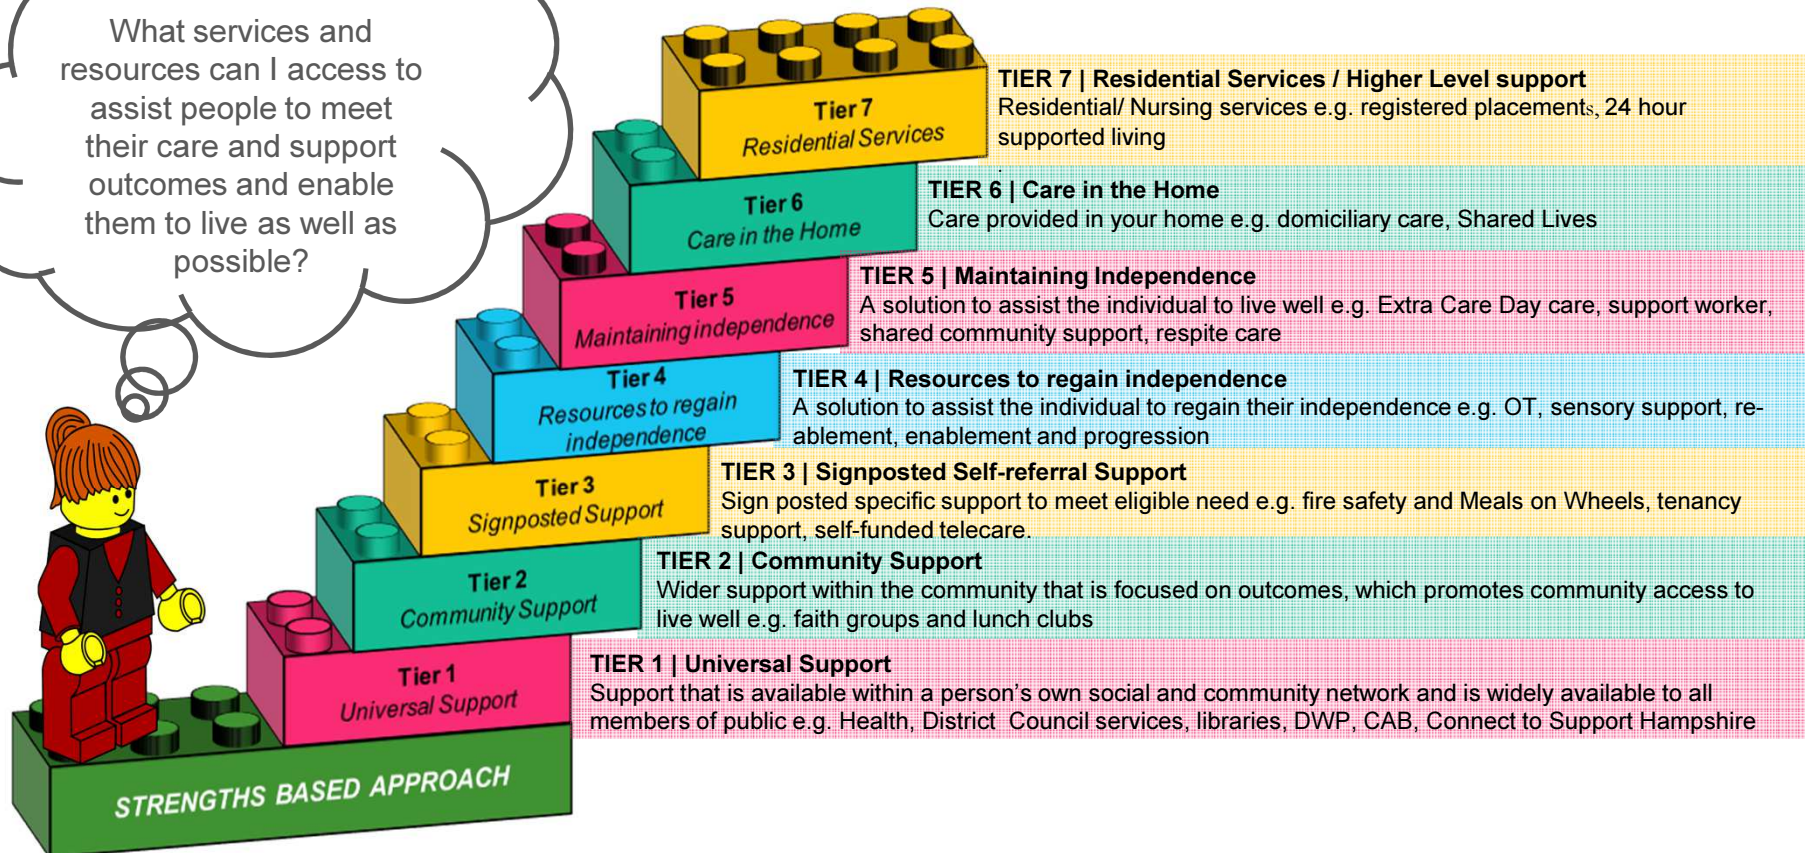 What services and
resources can I access to
assist people to meet
their care and support
outcomes and enable
them to live as well as
possible?
Tier 7
Residential Services
TIER 7 | Residential Services / Higher Level support
Residential/ Nursing services e.g. registered placements, 24 hour
supported living
.
Tier 6
Care in the Home
TIER 6 | Care in the Home
Care provided in your home e.g. domiciliary care, Shared Lives
Tier 5
Maintaining independence
TIER 5 | Maintaining Independence
A solution to assist the individual to live well e.g. Extra Care Day care, support worker,
shared community support, respite care
Tier 4
Resources to regain
independence
TIER 4 | Resources to regain independence
A solution to assist the individual to regain their independence e.g. OT, sensory support, re-
ablement, enablement and progression
Tier 3
Signposted Support
TIER 3 | Signposted Self-referral Support
Sign posted specific support to meet eligible need e.g. fire safety and Meals on Wheels, tenancy
support, self-funded telecare.
Tier 2
Community Support
TIER 2 | Community Support
Wider support within the community that is focused on outcomes, which promotes community access to
live well e.g. faith groups and lunch clubs
Tier 1
Universal Support
TIER 1 | Universal Support
Support that is available within a person's own social and community network and is widely available to all
members of public e.g. Health, District Council services, libraries, DWP, CAB, Connect to Support Hampshire
STRENGTHS BASED APPROACH